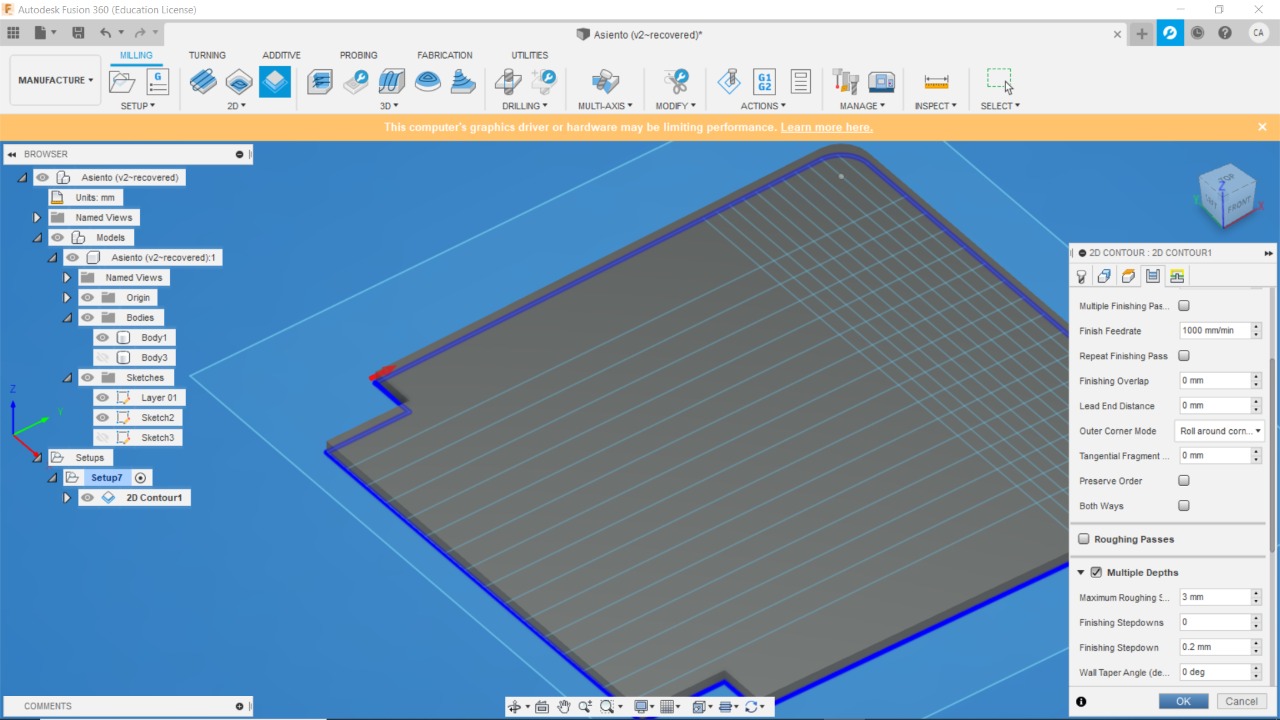 Autodesk Fusion 360 (Education License)
Asiento (v2~recovered)*
CA
MANUFACTURE
MILLING
TURNING
ADDITIVE
PROBING
FABRICATION
UTILITIES
G
G1
G2
SETUP
2D
3D
DRILLING
MULTI-AXIS
MODIFY
ACTIONS
MANAGE
INSPECT
SELECT
This computer's graphics driver or hardware may be limiting performance. Learn more here.
BROWSER
Asiento (v2~recovered)
Units: mm
Named Views
Models
Asiento (v2~recovered):1
Named Views
Origin
Bodies
Body1
Body3
Sketches
Layer 01
Sketch2
Sketch3
Setups
Setup7
2D Contour1
Z
Y
TOP
Z
FRONT
X
2D CONTOUR : 2D CONTOUR1
Multiple Finishing Pas...
Finish Feedrate 1000 mm/min
Repeat Finishing Pass
Finishing Overlap 0 mm
Lead End Distance 0 mm
Outer Corner Mode Roll around corn...
Tangential Fragment ... 0 mm
Preserve Order
Both Ways
Roughing Passes
Multiple Depths
Maximum Roughing S... 3 mm
Finishing Stepdowns 0
Finishing Stepdown 0.2 mm
Wall Taper Angle (de... 0 deg
OK
Cancel
COMMENTS